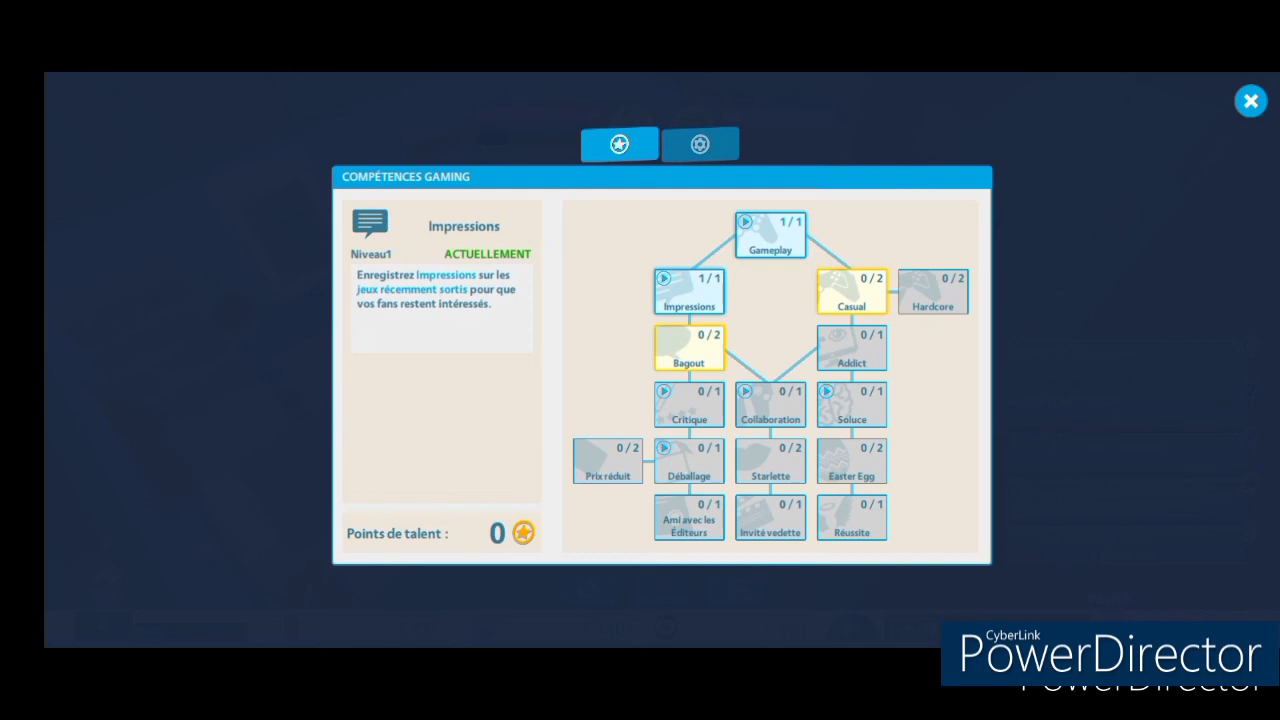 COMPÉTENCES GAMING
Impressions
Niveau1 ACTUELLEMENT
Enregistrez Impressions sur les
jeux récemment sortis pour que
vos fans restent intéressés.
Points de talent : 0
1/1
Gameplay
1/1
Impressions
0/2
Casual
0/2
Hardcore
0/2
Bagout
0/1
Addict
0/1
Critique
0/1
Collaboration
0/1
Soluce
0/2
Prix réduit
0/1
Déballage
0/2
Starlette
0/2
Easter Egg
0/1
Ami avec les
Éditeurs
0/1
Invité vedette
0/1
Réussite
CyberLink
PowerDirector
PowerDirector